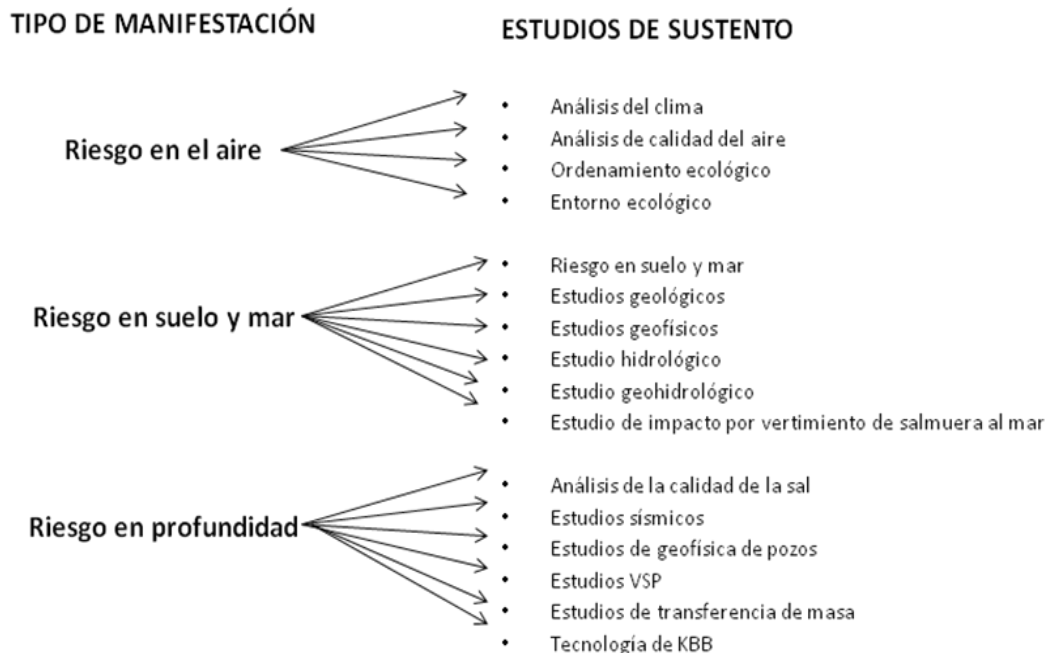 TIPO DE MANIFESTACIÓN
ESTUDIOS DE SUSTENTO
Riesgo en el aire
• Análisis del clima
• Análisis de calidad del aire
• Ordenamiento ecológico
• Entorno ecológico
Riesgo en suelo y mar
• Riesgo en suelo y mar
• Estudios geológicos
• Estudios geofísicos
• Estudio hidrológico
• Estudio geohidrológico
• Estudio de impacto por vertimiento de salmuera al mar
Riesgo en profundidad
• Análisis de la calidad de la sal
• Estudios sísmicos
• Estudios de geofísica de pozos
• Estudios VSP
• Estudios de transferencia de masa
• Tecnología de KBB